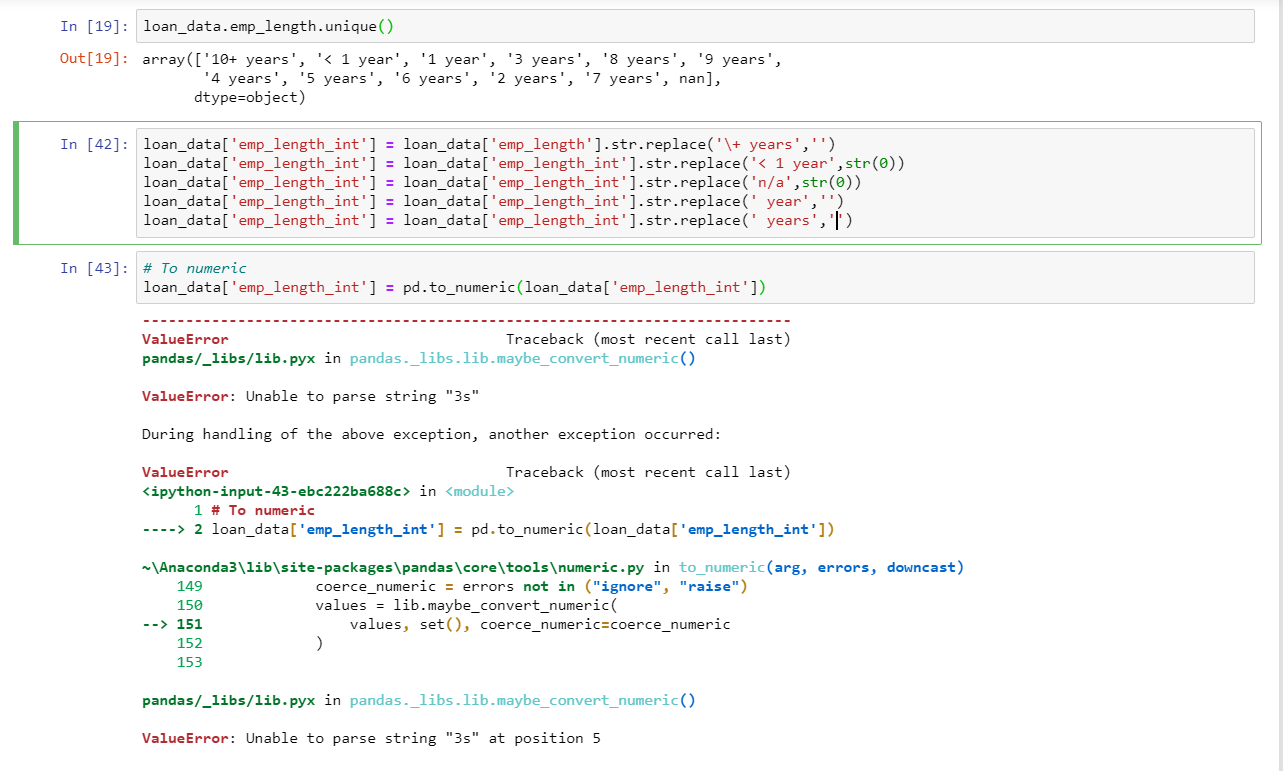 In [19]: loan_data.emp_length.unique()
Out[19]: array(['10+ years', '< 1 year', '1 year', '3 years', '8 years', '9 years',
'4 years', '5 years', '6 years', '2 years', '7 years', nan],
dtype=object)
In [42]: loan_data['emp_length_int'] = loan_data['emp_length'].str.replace('\+ years','')
loan_data['emp_length_int'] = loan_data['emp_length_int'].str.replace('< 1 year',str(0))
loan_data['emp_length_int'] = loan_data['emp_length_int'].str.replace('n/a',str(0))
loan_data['emp_length_int'] = loan_data['emp_length_int'].str.replace(' year','')
loan_data['emp_length_int'] = loan_data['emp_length_int'].str.replace(' years','')
In [43]: # To numeric
loan_data['emp_length_int'] = pd.to_numeric(loan_data['emp_length_int'])
---------------------------------------------------------------------------
ValueError Traceback (most recent call last)
pandas/_libs/lib.pyx in pandas._libs.lib.maybe_convert_numeric()
ValueError: Unable to parse string "3s"
During handling of the above exception, another exception occurred:
ValueError Traceback (most recent call last)
<ipython-input-43-ebc222ba688c> in <module>
1 # To numeric
----> 2 loan_data['emp_length_int'] = pd.to_numeric(loan_data['emp_length_int'])
~\Anaconda3\lib\site-packages\pandas\core\tools\numeric.py in to_numeric(arg, errors, downcast)
149 coerce_numeric = errors not in ("ignore", "raise")
150 values = lib.maybe_convert_numeric(
--> 151 values, set(), coerce_numeric=coerce_numeric
152 )
153
pandas/_libs/lib.pyx in pandas._libs.lib.maybe_convert_numeric()
ValueError: Unable to parse string "3s" at position 5